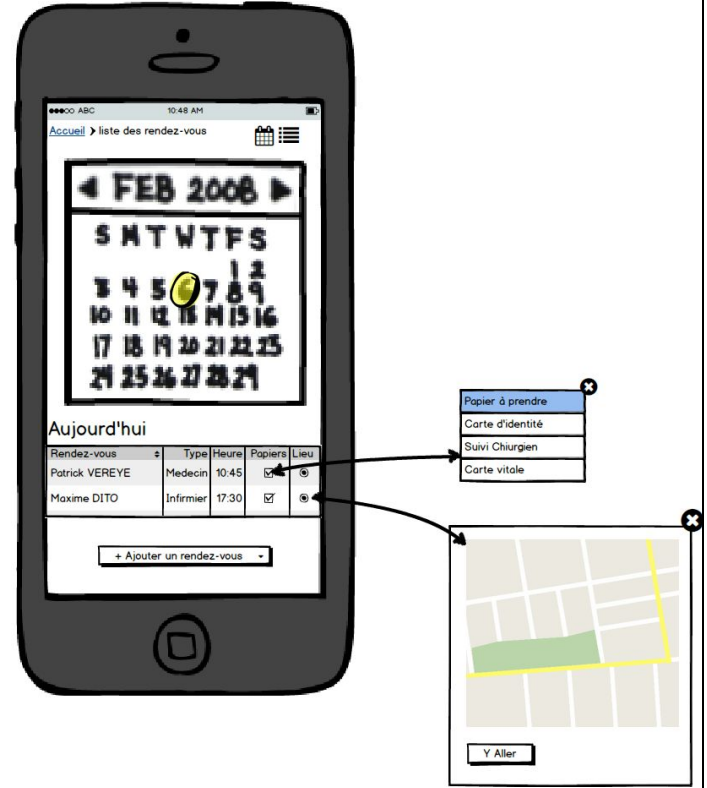 ABC 10:48 AM
Accueil > liste des rendez-vous
FEB 2008
S M T W T F S
1 2
3 4 5 6 7 8 9
10 11 12 13 14 15 16
17 18 19 20 21 22 23
24 25 26 27 28 29
Aujourd'hui
Rendez-vous Type Heure Papiers Lieu
Patrick VEREYE Medecin 10:45
Maxime DITO Infirmier 17:30
+ Ajouter un rendez-vous
Papier à prendre
Carte d'identité
Suivi Chiurgien
Carte vitale
Y Aller